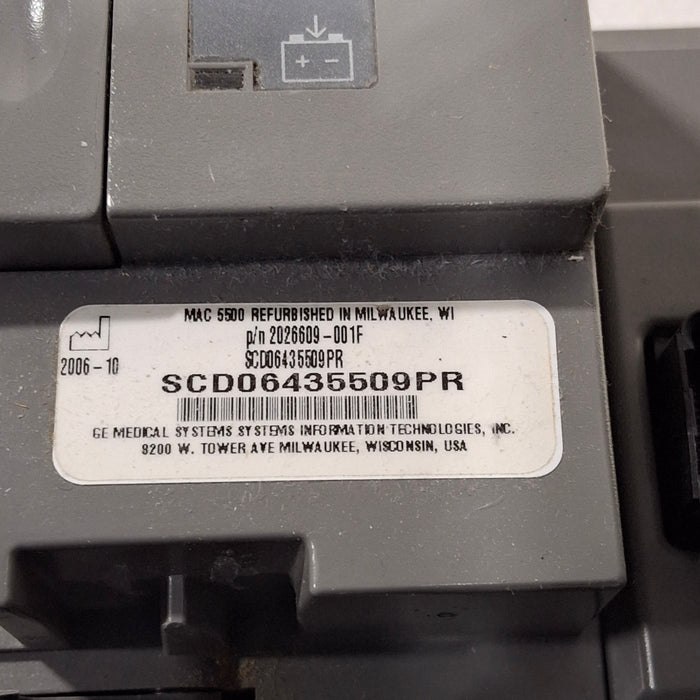 + -
MAC 5500 REFURBISHED IN MILWAUKEE, WI
p/n 2026609-001F
SCD06435509PR
2006-10
SCD06435509PR
GE MEDICAL SYSTEMS SYSTEMS INFORMATION TECHNOLOGIES, INC.
8200 W. TOWER AVE MILWAUKEE, WISCONSIN, USA